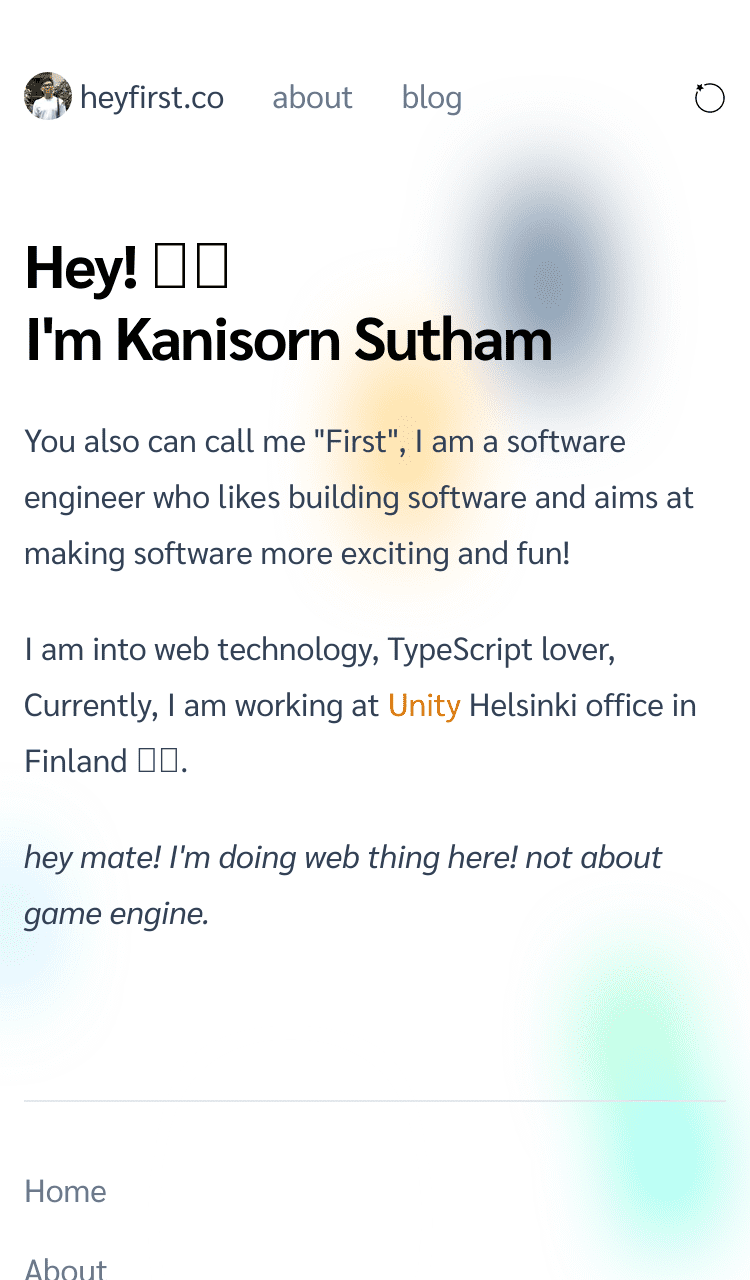 heyfirst.co about blog
Hey! 
I'm Kanisorn Sutham
You also can call me "First", I am a software
engineer who likes building software and aims at
making software more exciting and fun!
I am into web technology, TypeScript lover,
Currently, I am working at Unity Helsinki office in
Finland .
hey mate! I'm doing web thing here! not about
game engine.
Home
About